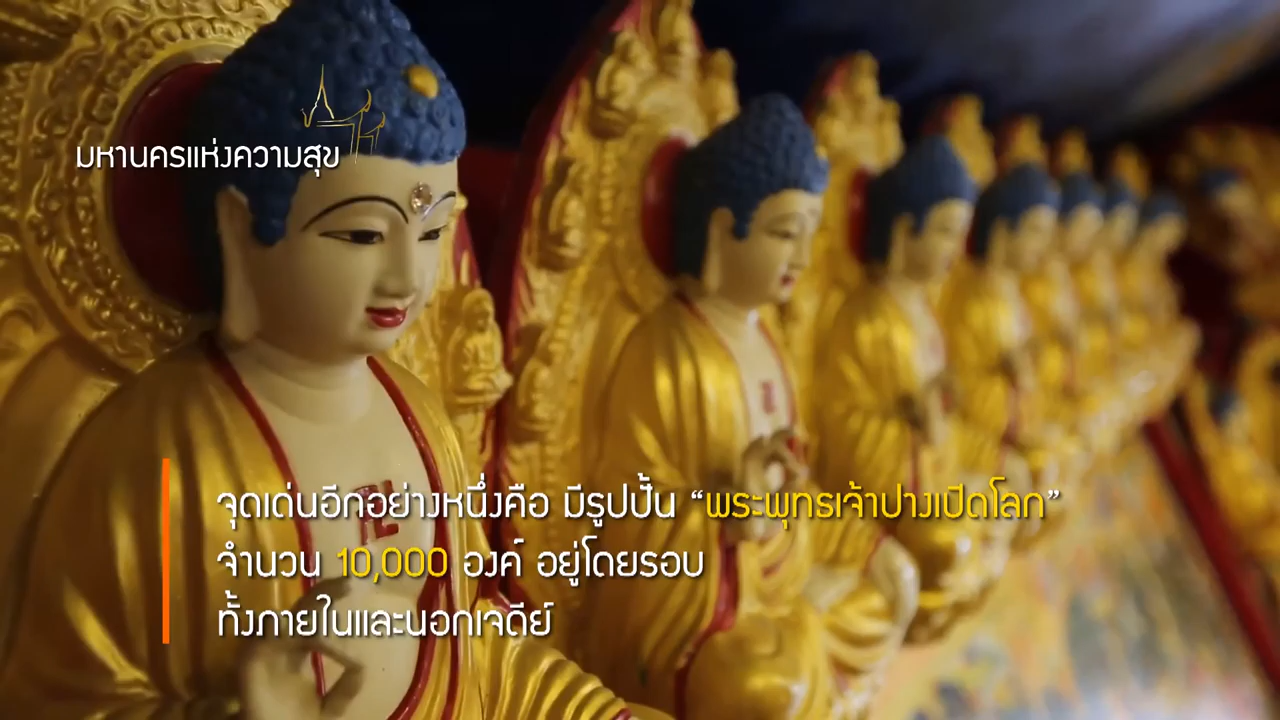 มหานครแห่งความสุข
จุดเด่นอีกอย่างหนึ่งคือ มีรูปปั้น “พระพุทธเจ้าปางเปิดโลก”
จำนวน 10,000 องค์ อยู่โดยรอบ
ทั้งภายในและนอกเจดีย์